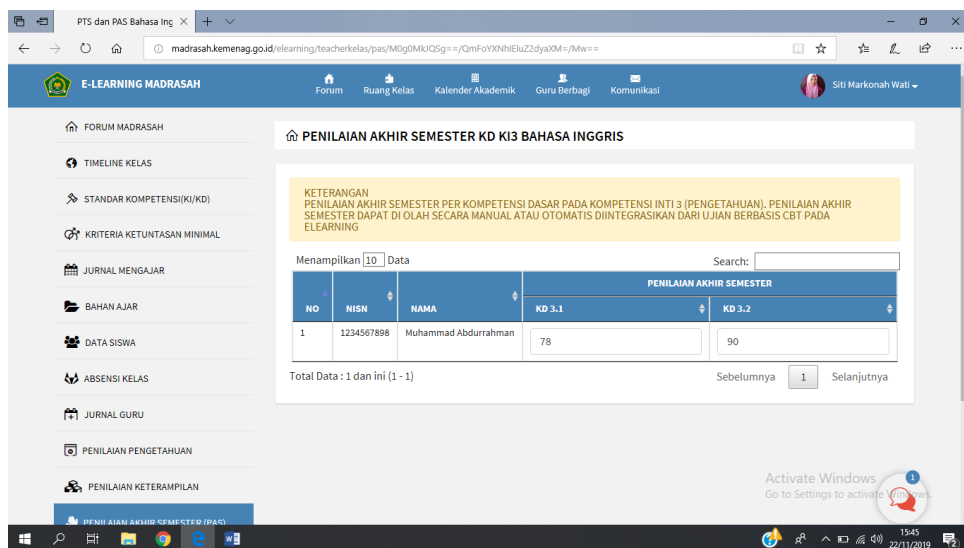 PTS dan PAS Bahasa Ing
madrasah.kemenag.go.id/elearning/teacherkelas/pas/M0g0MkJQSg==/QmFoYXNhIEluZ2dyaXM=/Mw==
E-LEARNING MADRASAH
Forum
Ruang Kelas
Kalender Akademik
Guru Berbagi
Komunikasi
Siti Markonah Wati
FORUM MADRASAH
TIMELINE KELAS
STANDAR KOMPETENSI(KI/KD)
KRITERIA KETUNTASAN MINIMAL
JURNAL MENGAJAR
BAHAN AJAR
DATA SISWA
ABSENSI KELAS
JURNAL GURU
PENILAIAN PENGETAHUAN
PENILAIAN KETERAMPILAN
PENILAIAN AKHIR SEMESTER (PAS)
PENILAIAN AKHIR SEMESTER KD KI3 BAHASA INGGRIS
KETERANGAN
PENILAIAN AKHIR SEMESTER PER KOMPETENSI DASAR PADA KOMPETENSI INTI 3 (PENGETAHUAN). PENILAIAN AKHIR
SEMESTER DAPAT DI OLAH SECARA MANUAL ATAU OTOMATIS DIINTEGRASIKAN DARI UJIAN BERBASIS CBT PADA
ELEARNING
Menampilkan 10 Data
Search:
PENILAIAN AKHIR SEMESTER
NO NISN NAMA KD 3.1 KD 3.2
1 1234567898 Muhammad Abdurrahman 78 90
Total Data : 1 dan ini (1 - 1)
Sebelumnya 1 Selanjutnya
Activate Windows
Go to Settings to activate Windows.
1
15:45
22/11/2019
2